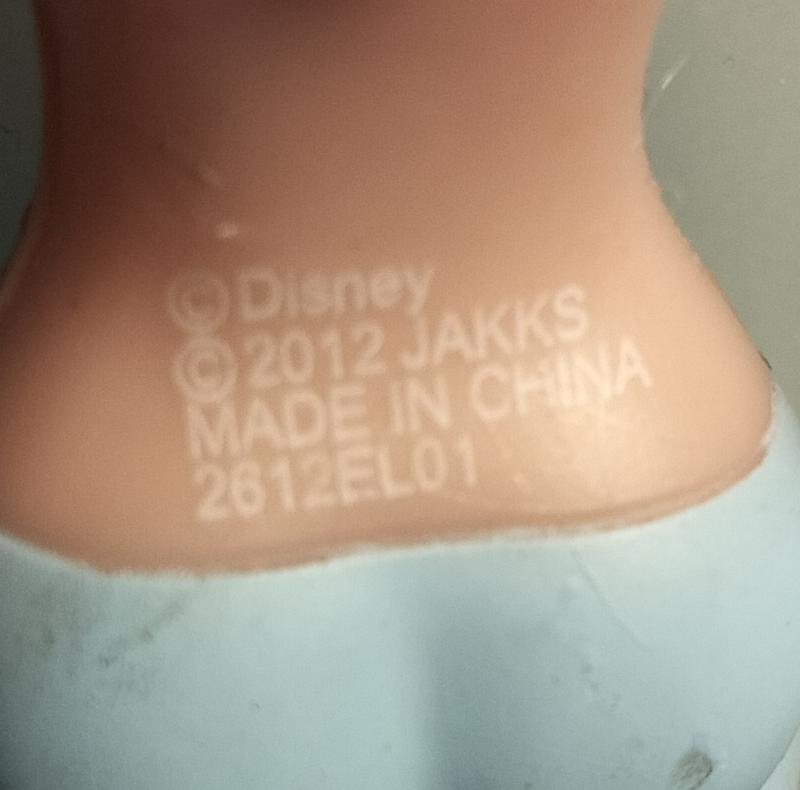 © Disney
© 2012 JAKKS
MADE IN CHINA
2612EL01